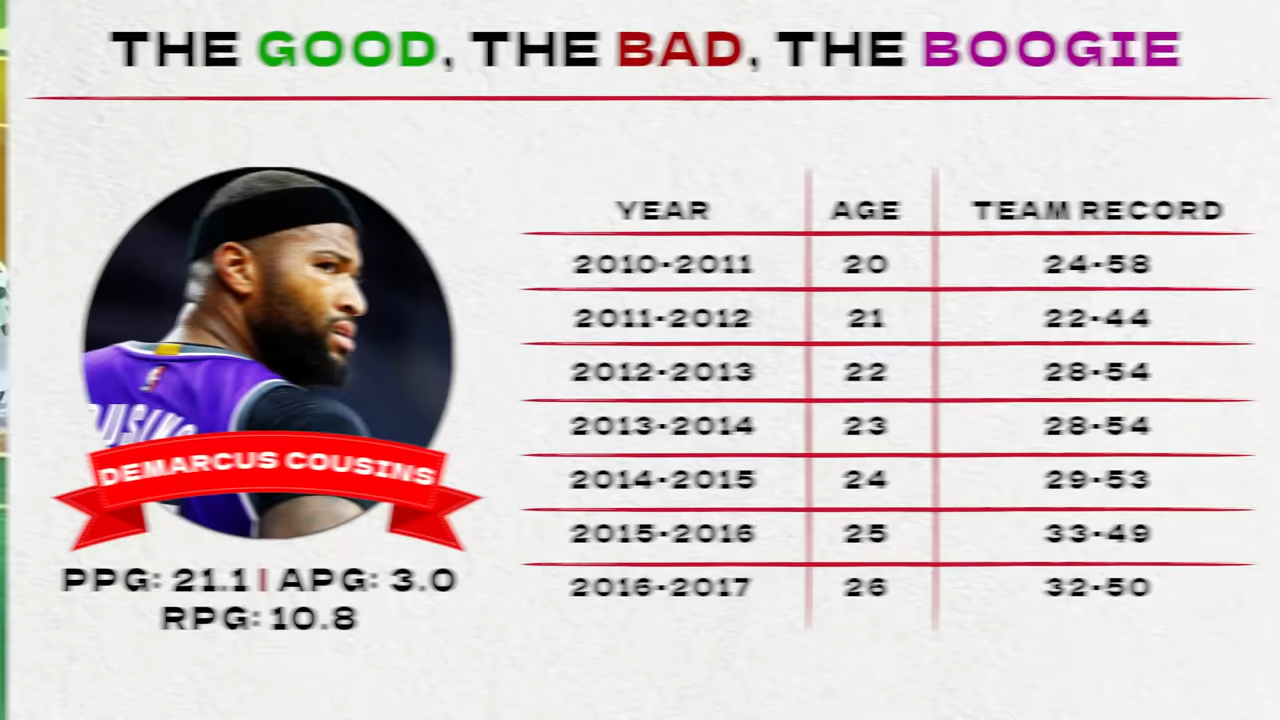 THE GOOD, THE BAD, THE BOOGIE
YEAR AGE TEAM RECORD
2010-2011 20 24-58
2011-2012 21 22-44
2012-2013 22 28-54
2013-2014 23 28-54
2014-2015 24 29-53
2015-2016 25 33-49
2016-2017 26 32-50
DEMARCUS COUSINS
PPG: 21.1 | APG: 3.0
RPG: 10.8